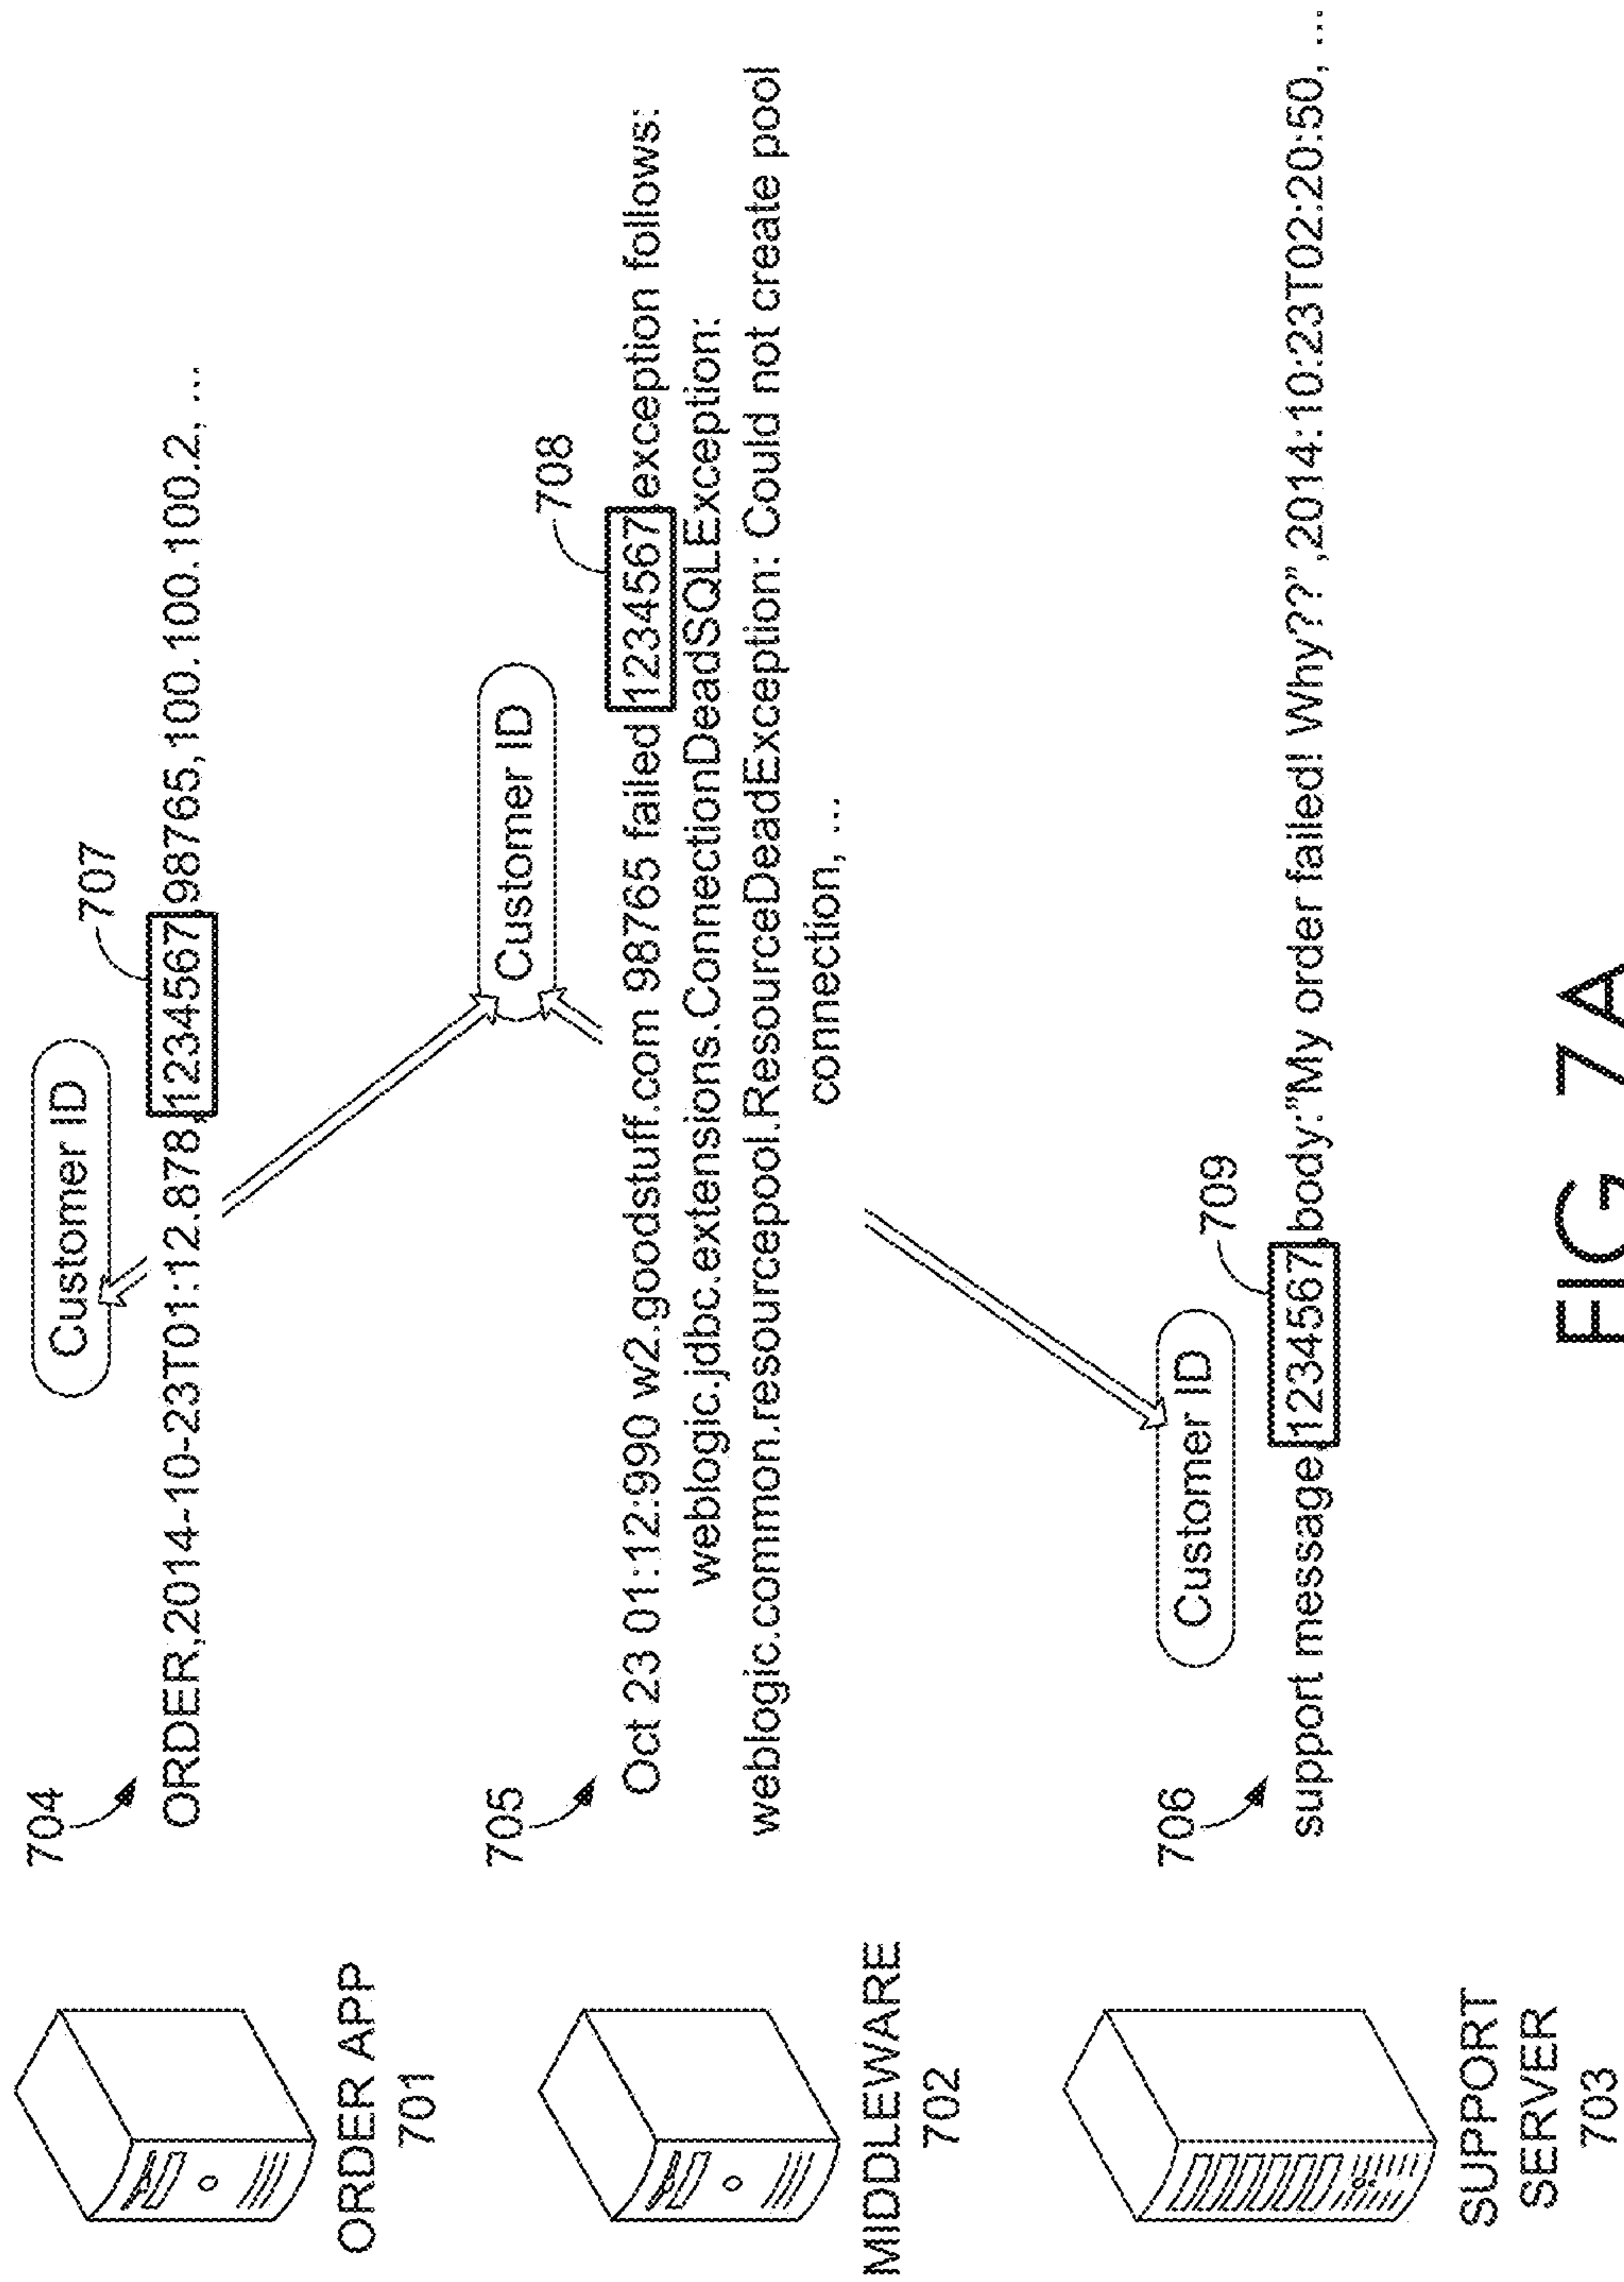 704
Customer ID
707
ORDER,2014-10-23T01:12.878,1234567,98765,100.100.100.2, ...
ORDER APP
701
705
Customer ID
708
Oct 23 01:12:990 w2.goodstuff.com 98765 failed 1234567 exception follows:
weblogic.jdbc.extensions.ConnectionDeadSQLException:
weblogic.common.resourcepool.ResourceDeadException: Could not create pool
connection, ...
MIDDLEWARE
702
706
Customer ID
709
support message,1234567,body:"My order failed! Why??",2014:10:23T02:20:50, ...
SUPPORT
SERVER
703
FIG 7A